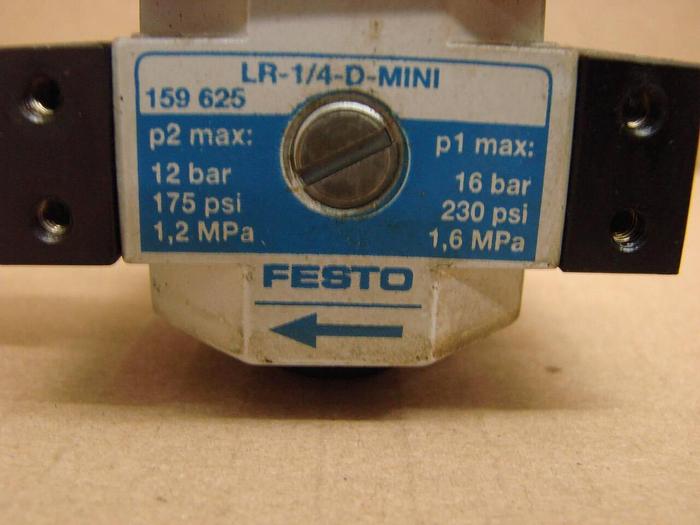 LR-1/4-D-MINI
159 625
p2 max:
12 bar
175 psi
1,2 MPa
p1 max:
16 bar
230 psi
1,6 MPa
FESTO